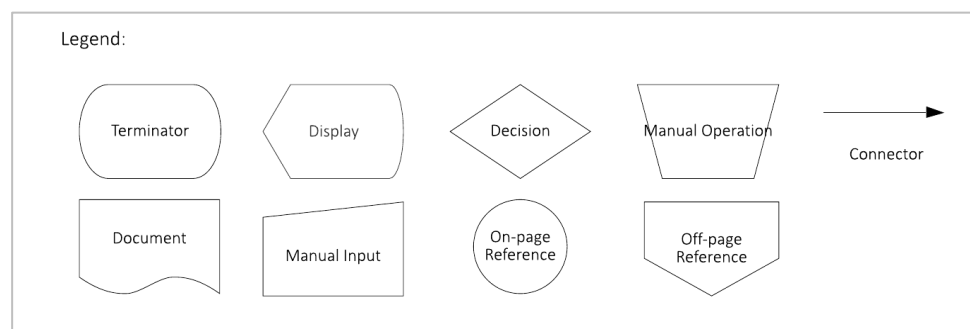 Legend:
Terminator
Display
Decision
Manual Operation
Connector
Document
Manual Input
On-page
Reference
Off-page
Reference